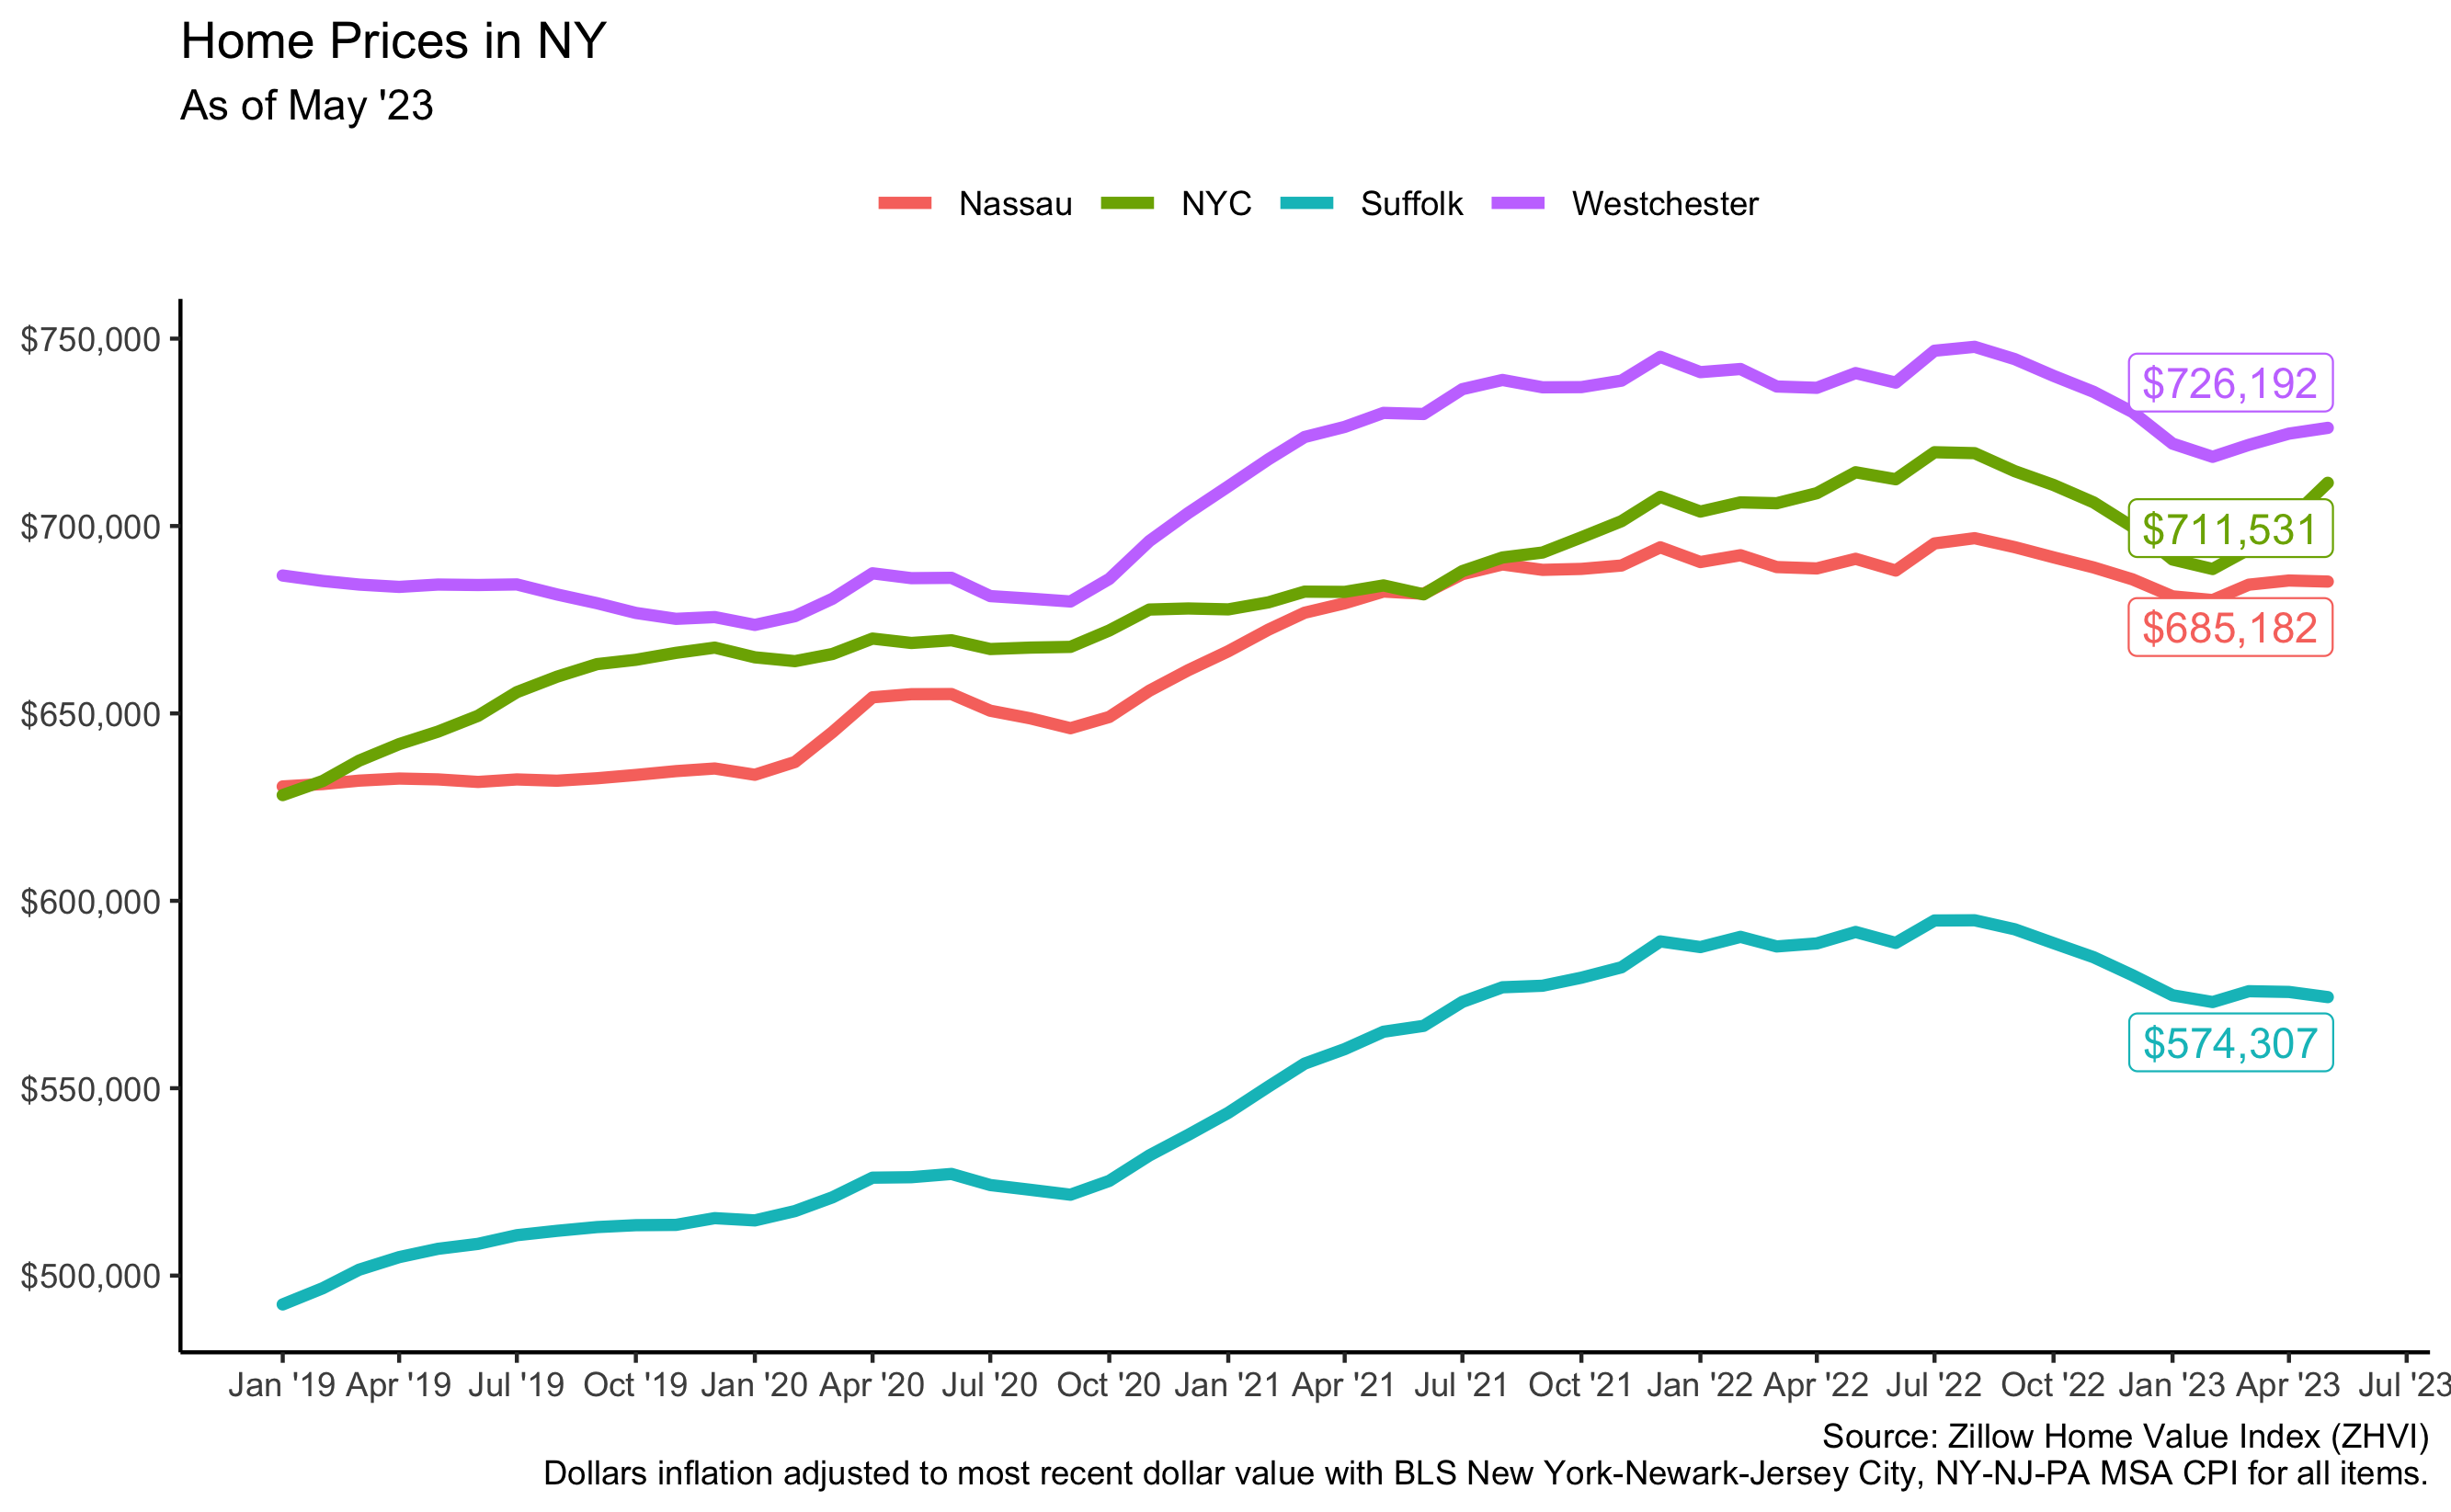 Home Prices in NY
As of May '23
Nassau NYC Suffolk Westchester
$750,000
$700,000
$650,000
$600,000
$550,000
$500,000
$726,192
$711,531
$685,182
$574,307
Jan '19 Apr '19 Jul '19 Oct '19 Jan '20 Apr '20 Jul '20 Oct '20 Jan '21 Apr '21 Jul '21 Oct '21 Jan '22 Apr '22 Jul '22 Oct '22 Jan '23 Apr '23 Jul '23
Source: Zillow Home Value Index (ZHVI)
Dollars inflation adjusted to most recent dollar value with BLS New York-Newark-Jersey City, NY-NJ-PA MSA CPI for all items.